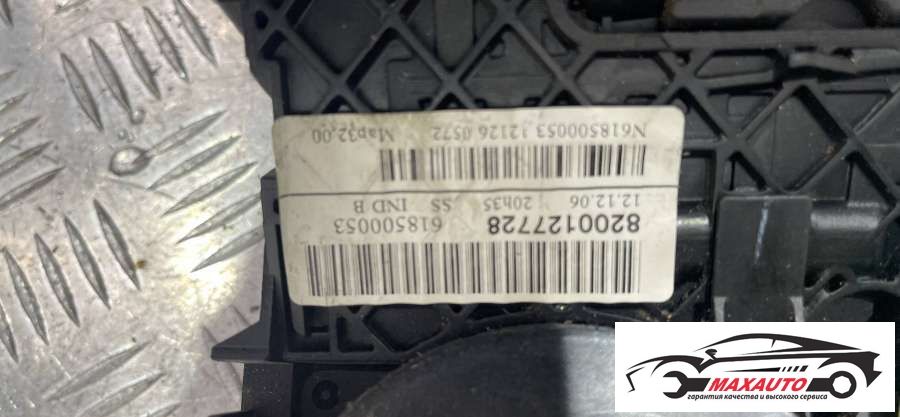 8200127728 618500053
12.12.06 20h35 SS IND B
N618500053 12126 0572 Map32,00
MAXAUTO
гарантия качества и высокого сервиса